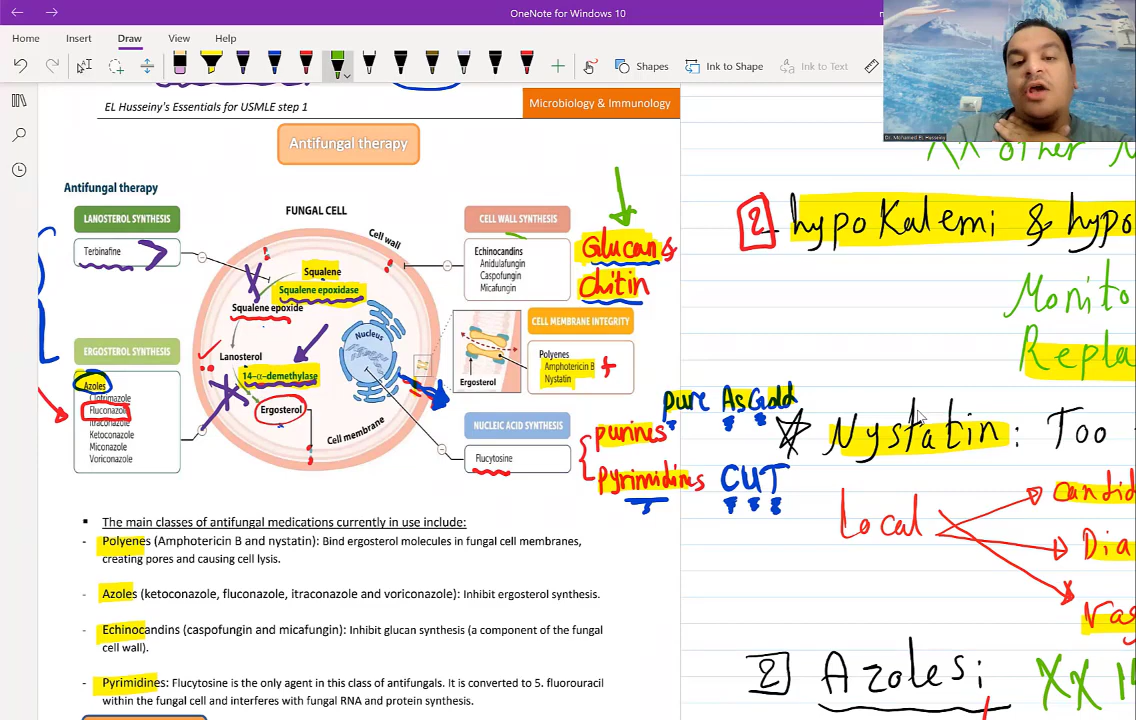 OneNote for Windows 10
Home Insert Draw View Help
Shapes Ink to Shape Ink to Text
EL Husseiny's Essentials for USMLE step 1
Microbiology & Immunology
Dr. Mohamed EL Husseiny
XX other
Antifungal therapy
Antifungal therapy
LANOSTEROL SYNTHESIS
Terbinafine
ERGOSTEROL SYNTHESIS
Azoles
Clotrimazole
Fluconazole
Itraconazole
Ketoconazole
Miconazole
Voriconazole
FUNGAL CELL
Cell wall
Squalene
Squalene epoxidase
Squalene epoxide
Lanosterol
14-α-demethylase
Ergosterol
Nucleus
Cell membrane
CELL WALL SYNTHESIS
Echinocandins
Anidulafungin
Caspofungin
Micafungin
Glucan &
chitin
CELL MEMBRANE INTEGRITY
Polyenes
Amphotericin B
Nystatin
+
Ergosterol
NUCLEIC ACID SYNTHESIS
Flucytosine
pure As Gold
purines
pyrimidines CUT
▪ The main classes of antifungal medications currently in use include:
- Polyenes (Amphotericin B and nystatin): Bind ergosterol molecules in fungal cell membranes,
creating pores and causing cell lysis.
- Azoles (ketoconazole, fluconazole, itraconazole and voriconazole): Inhibit ergosterol synthesis.
- Echinocandins (caspofungin and micafungin): Inhibit glucan synthesis (a component of the fungal
cell wall).
- Pyrimidines: Flucytosine is the only agent in this class of antifungals. It is converted to 5. fluorouracil
within the fungal cell and interferes with fungal RNA and protein synthesis.
2 hypoKalemi & hypo
Monito
Repla
Nystatin: Too
Local
candid
Dia
Vag
2 Azoles:
XX